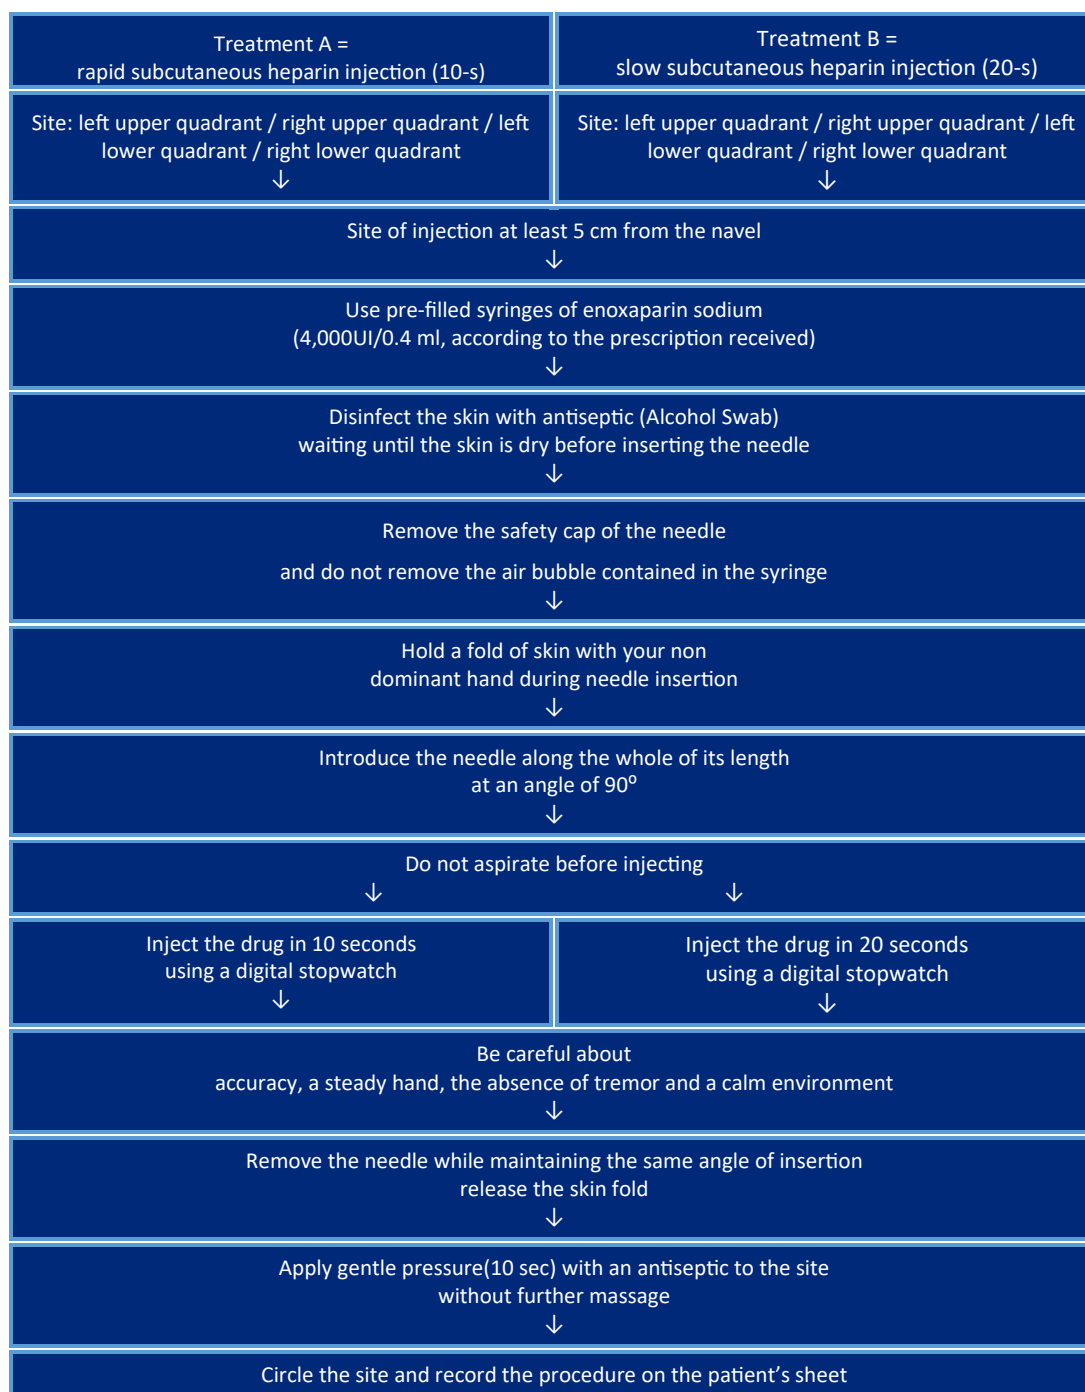 Treatment A =
rapid subcutaneous heparin injection (10-s)
Treatment B =
slow subcutaneous heparin injection (20-s)
Site: left upper quadrant / right upper quadrant / left
lower quadrant / right lower quadrant
↓
Site: left upper quadrant / right upper quadrant / left
lower quadrant / right lower quadrant
↓
Site of injection at least 5 cm from the navel
↓
Use pre-filled syringes of enoxaparin sodium
(4,000UI/0.4 ml, according to the prescription received)
↓
Disinfect the skin with antiseptic (Alcohol Swab)
waiting until the skin is dry before inserting the needle
↓
Remove the safety cap of the needle
and do not remove the air bubble contained in the syringe
↓
Hold a fold of skin with your non
dominant hand during needle insertion
↓
Introduce the needle along the whole of its length
at an angle of 90⁰
↓
Do not aspirate before injecting
↓ ↓
Inject the drug in 10 seconds
using a digital stopwatch
↓
Inject the drug in 20 seconds
using a digital stopwatch
↓
Be careful about
accuracy, a steady hand, the absence of tremor and a calm environment
↓
Remove the needle while maintaining the same angle of insertion
release the skin fold
↓
Apply gentle pressure(10 sec) with an antiseptic to the site
without further massage
↓
Circle the site and record the procedure on the patient's sheet